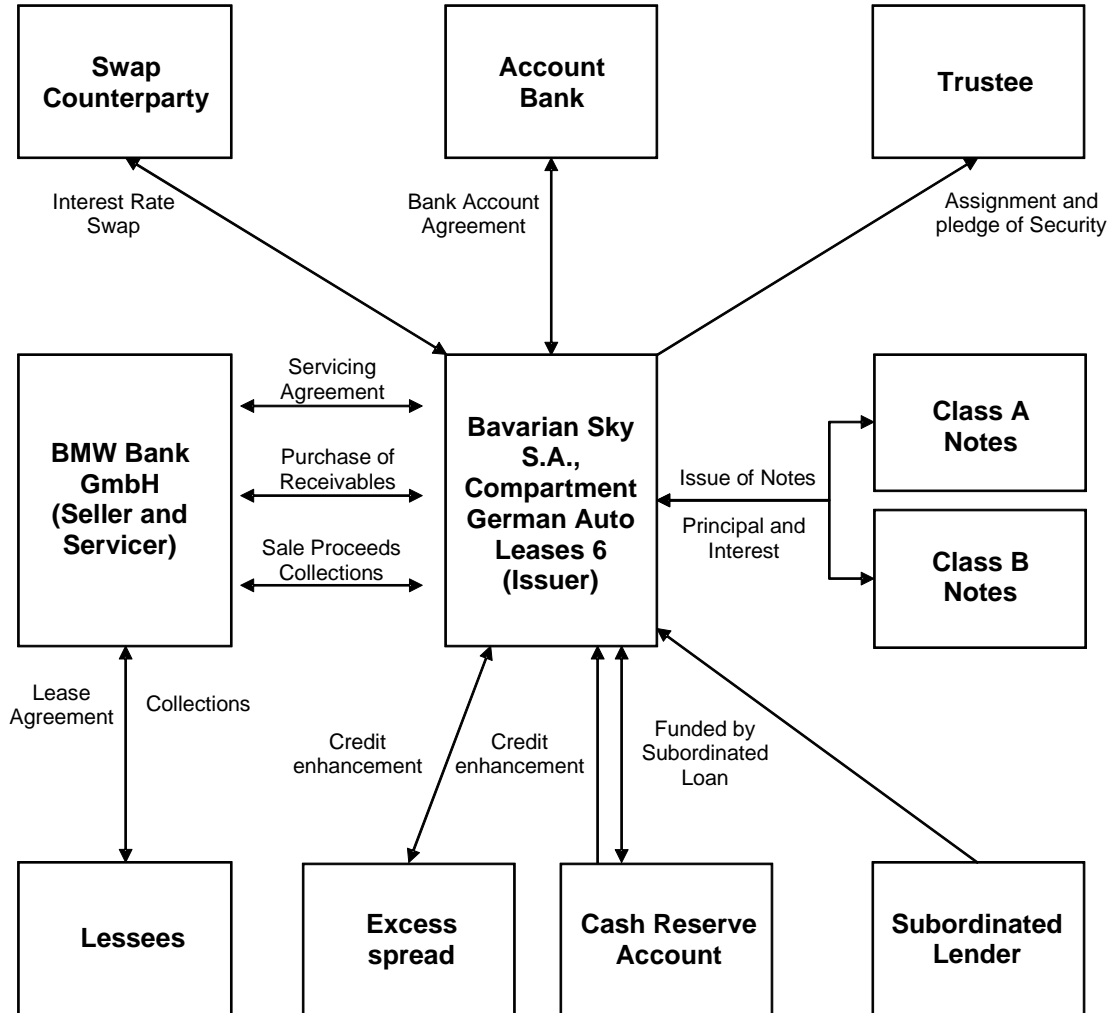 Swap
Counterparty
Account
Bank
Trustee
Interest Rate
Swap
Bank Account
Agreement
Assignment and
pledge of Security
BMW Bank
GmbH
(Seller and
Servicer)
Servicing
Agreement
Purchase of
Receivables
Sale Proceeds
Collections
Bavarian Sky
S.A.,
Compartment
German Auto
Leases 6
(Issuer)
Issue of Notes
Principal and
Interest
Class A
Notes
Class B
Notes
Lease
Agreement
Collections
Credit
enhancement
Credit
enhancement
Funded by
Subordinated
Loan
Lessees
Excess
spread
Cash Reserve
Account
Subordinated
Lender